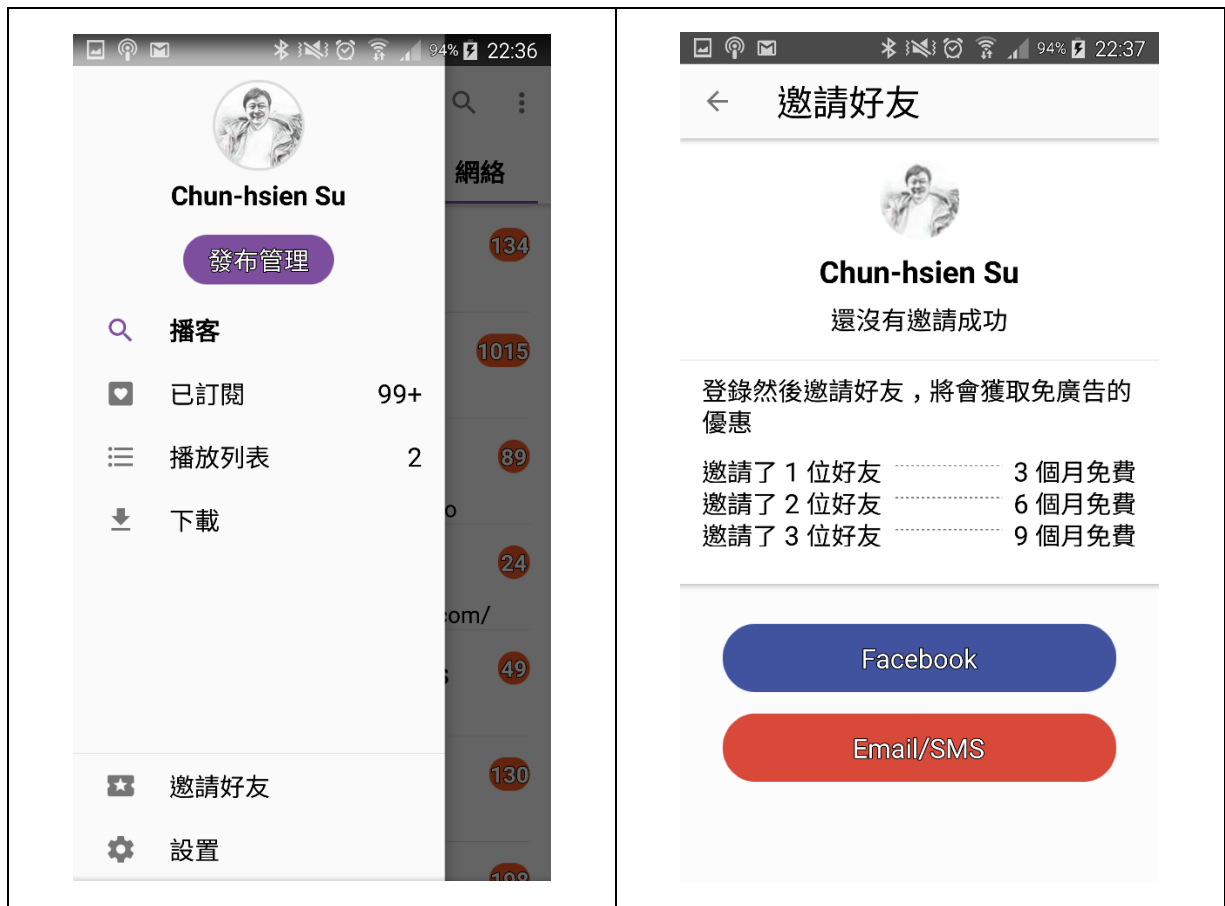 94% 22:36
Chun-hsien Su
發布管理
播客
已訂閱 99+
播放列表 2
下載
邀請好友
設置
網絡
134
1015
89
o
24
com/
49
130
94% 22:37
邀請好友
Chun-hsien Su
還沒有邀請成功
登錄然後邀請好友，將會獲取免廣告的
優惠
邀請了 1 位好友 3 個月免費
邀請了 2 位好友 6 個月免費
邀請了 3 位好友 9 個月免費
Facebook
Email/SMS